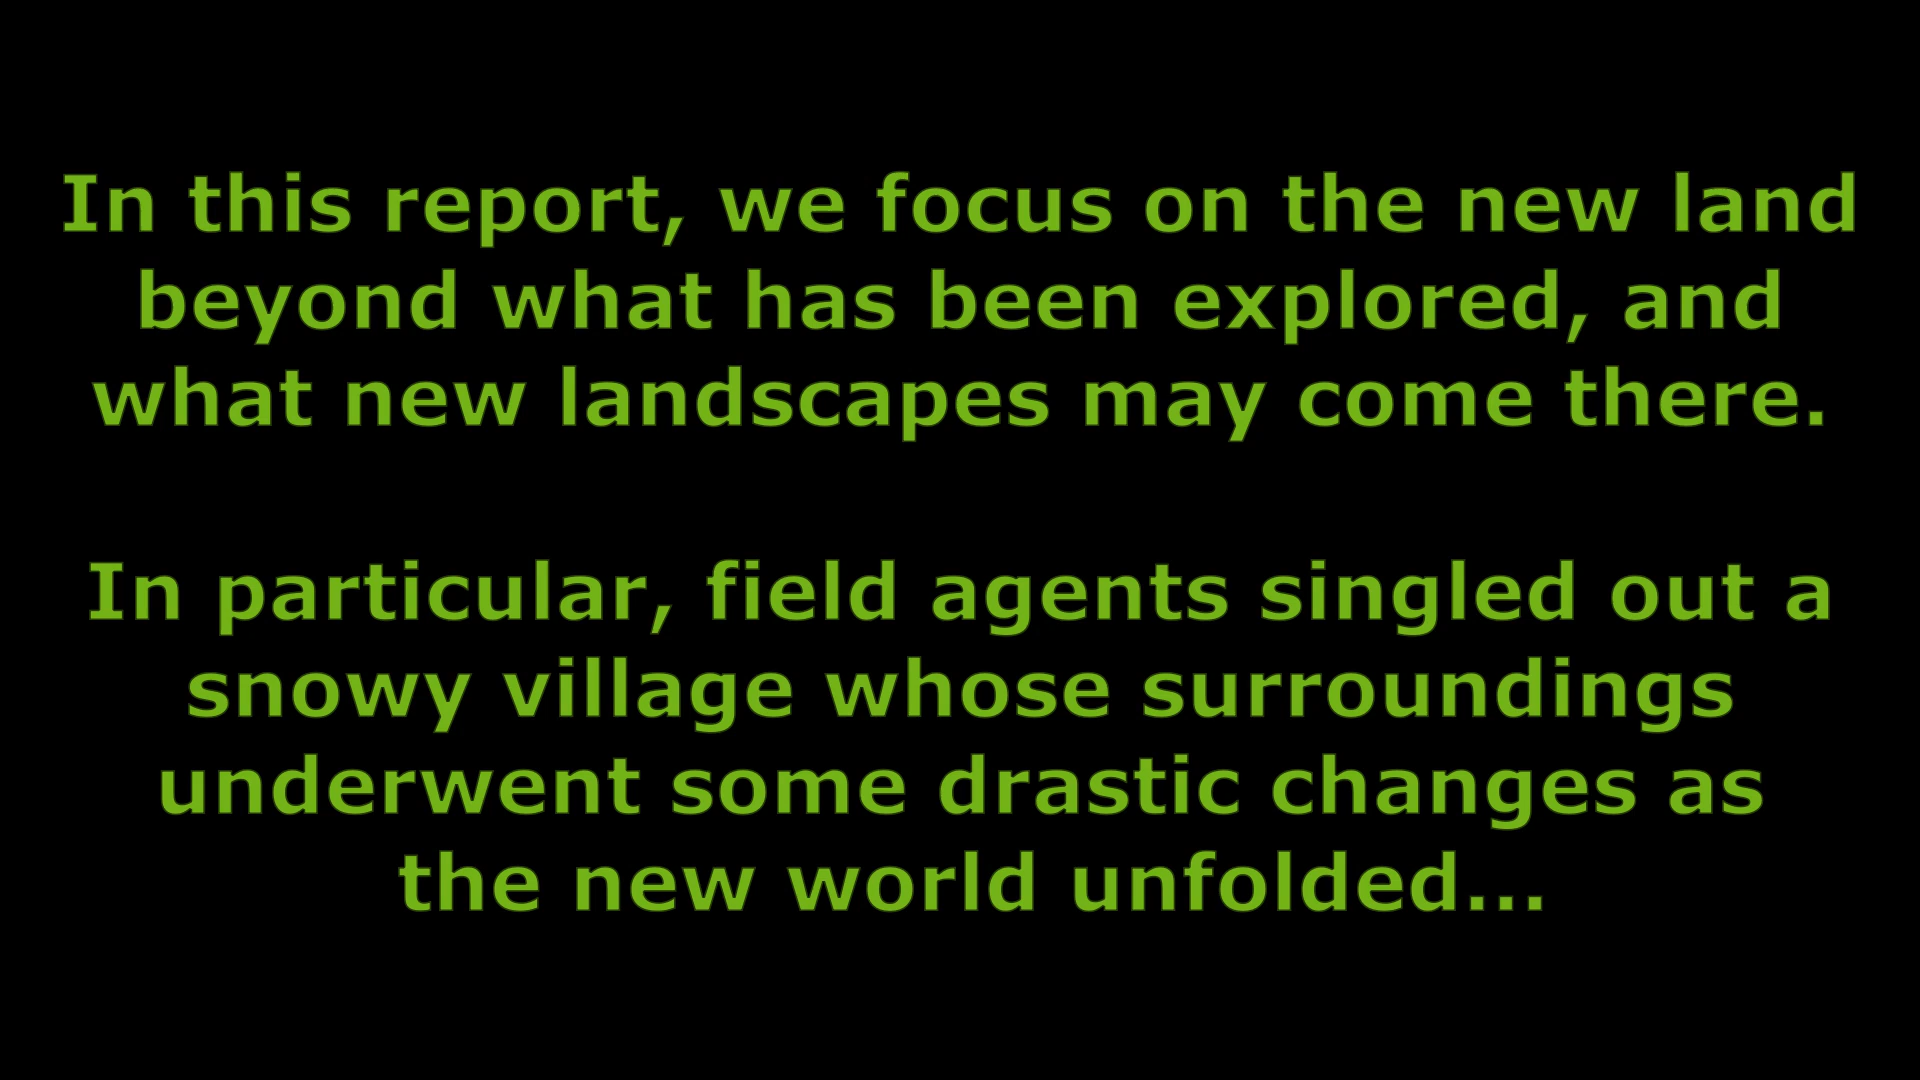 In this report, we focus on the new land
beyond what has been explored, and
what new landscapes may come there.
In particular, field agents singled out a
snowy village whose surroundings
underwent some drastic changes as
the new world unfolded...